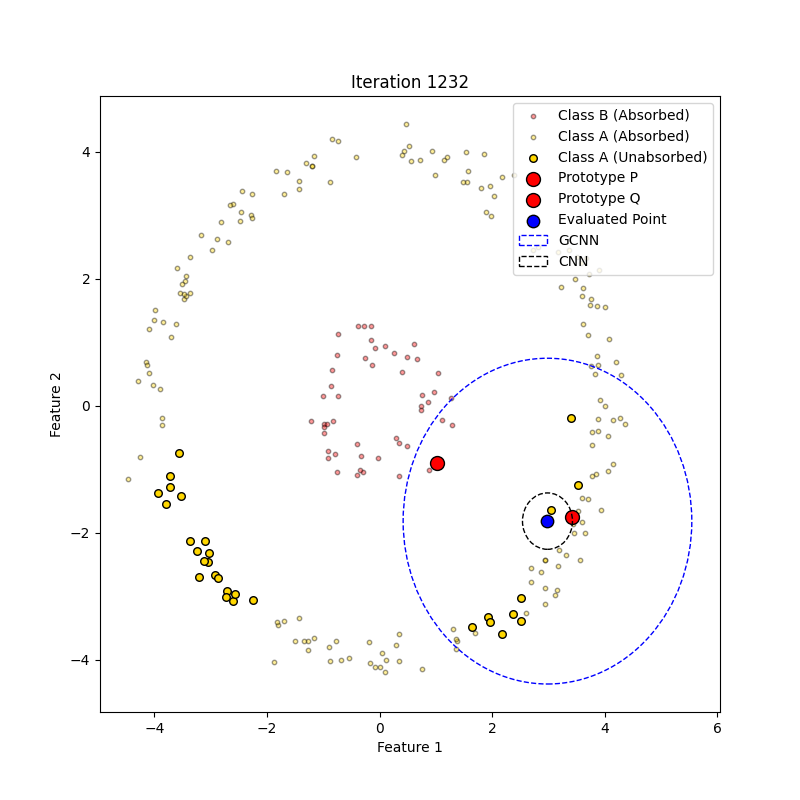 Iteration 1232
Class B (Absorbed)
Class A (Absorbed)
Class A (Unabsorbed)
Prototype P
Prototype Q
Evaluated Point
GCNN
CNN
4
2
0
−2
−4
Feature 2
−4 −2 0 2 4 6
Feature 1